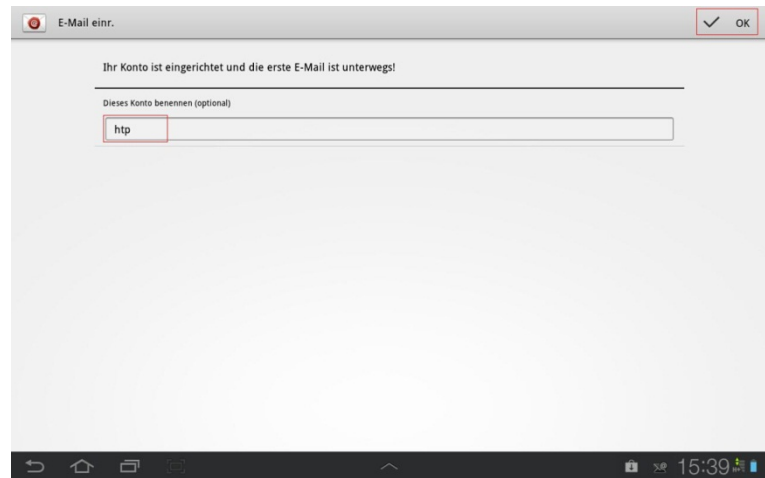 E-Mail einr.
OK
Ihr Konto ist eingerichtet und die erste E-Mail ist unterwegs!
Dieses Konto benennen (optional)
htp
15:39